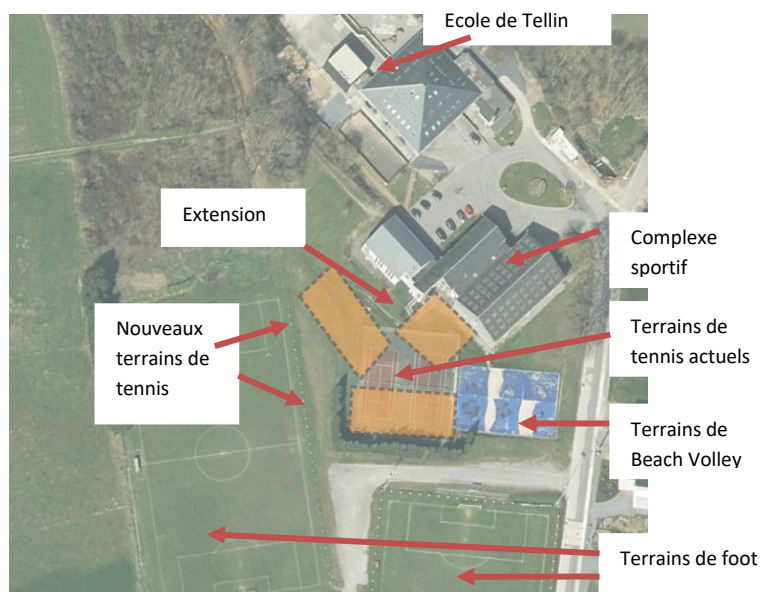 Ecole de Tellin
Extension
Complexe
sportif
Nouveaux
terrains de
tennis
Terrains de
tennis actuels
Terrains de
Beach Volley
Terrains de foot